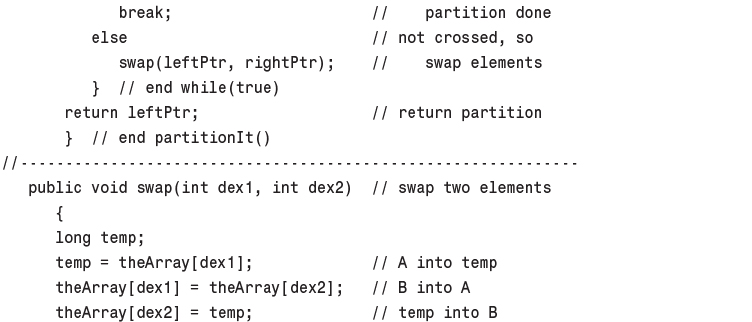 break; // partition done
else // not crossed, so
swap(leftPtr, rightPtr); // swap elements
} // end while(true)
return leftPtr; // return partition
} // end partitionIt()
//--------------------------------------------------------------
public void swap(int dex1, int dex2) // swap two elements
{
long temp;
temp = theArray[dex1]; // A into temp
theArray[dex1] = theArray[dex2]; // B into A
theArray[dex2] = temp; // temp into B